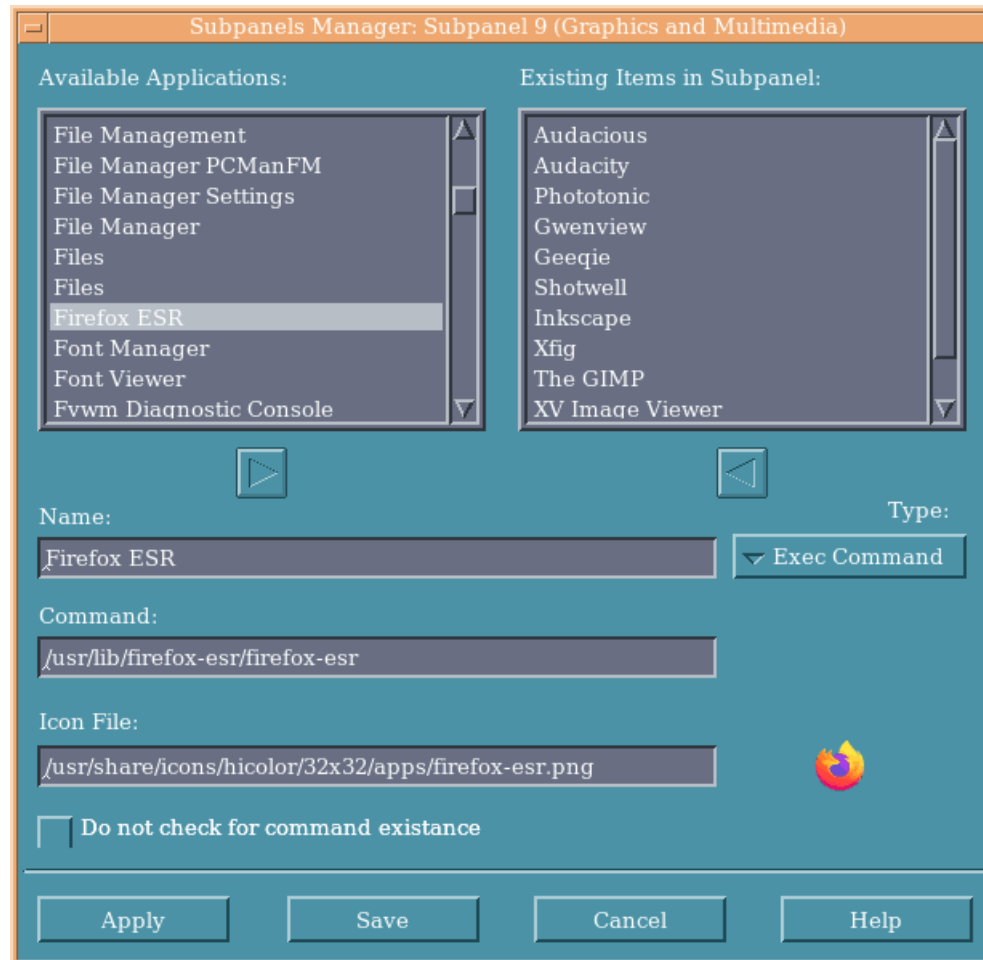 Subpanels Manager: Subpanel 9 (Graphics and Multimedia)
Available Applications:
File Management
File Manager PCManFM
File Manager Settings
File Manager
Files
Files
Firefox ESR
Font Manager
Font Viewer
Fvwm Diagnostic Console
Existing Items in Subpanel:
Audacious
Audacity
Phototonic
Gwenview
Geeqie
Shotwell
Inkscape
Xfig
The GIMP
XV Image Viewer
Name:
Firefox ESR
Type:
Exec Command
Command:
/usr/lib/firefox-esr/firefox-esr
Icon File:
/usr/share/icons/hicolor/32x32/apps/firefox-esr.png
Do not check for command existance
Apply
Save
Cancel
Help